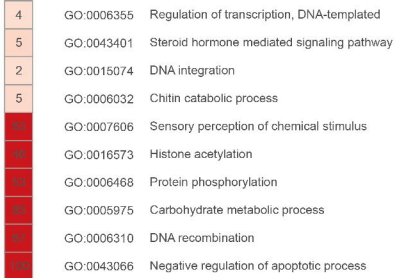 4 GO:0006355 Regulation of transcription, DNA-templated
5 GO:0043401 Steroid hormone mediated signaling pathway
2 GO:0015074 DNA integration
5 GO:0006032 Chitin catabolic process
GO:0007606 Sensory perception of chemical stimulus
GO:0016573 Histone acetylation
GO:0006468 Protein phosphorylation
GO:0005975 Carbohydrate metabolic process
GO:0006310 DNA recombination
100 GO:0043066 Negative regulation of apoptotic process